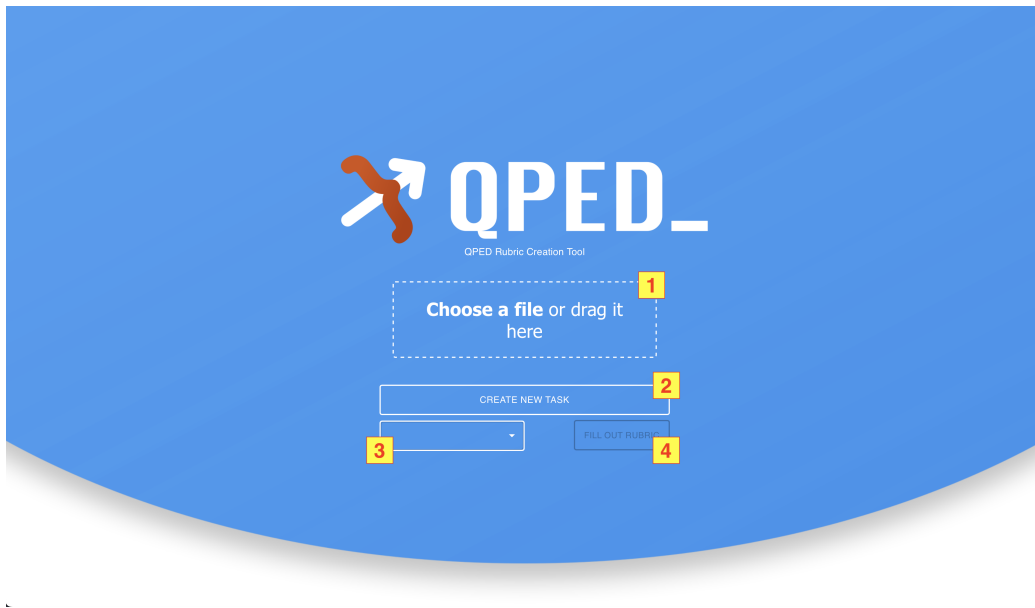 QPED_
QPED Rubric Creation Tool
1
Choose a file or drag it
here
2
CREATE NEW TASK
3
FILL OUT RUBRIC
4